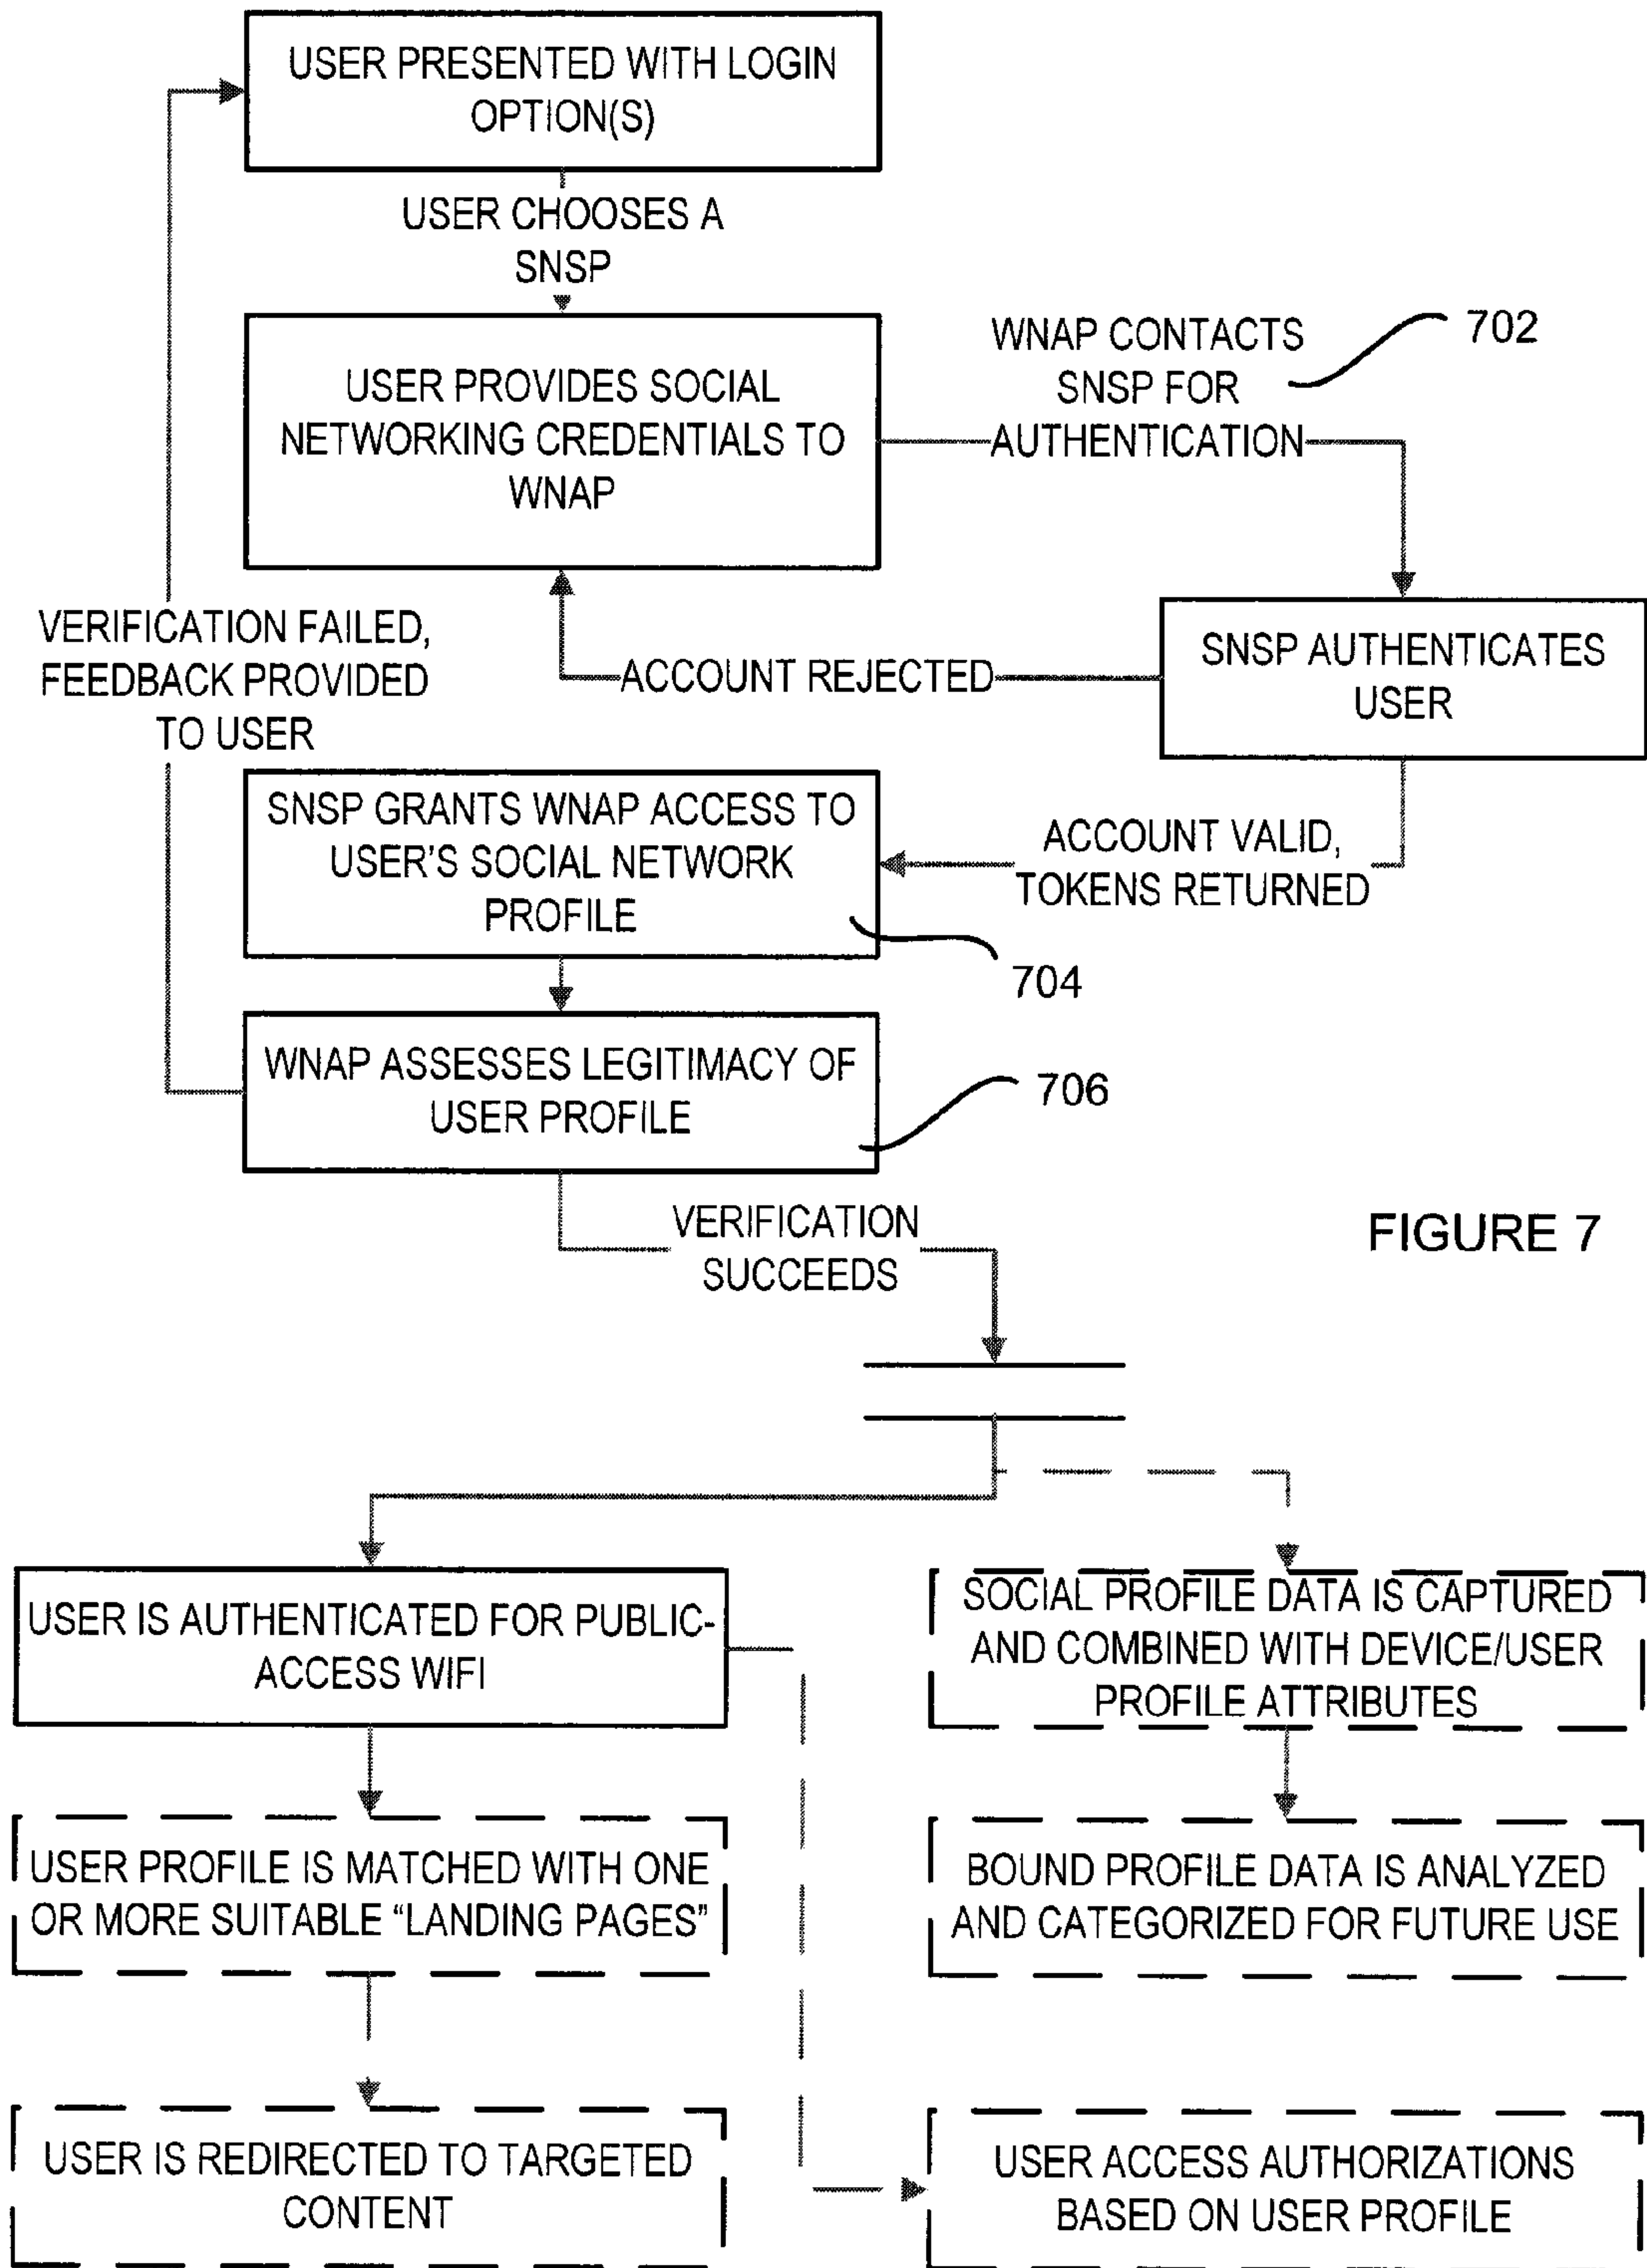 USER PRESENTED WITH LOGIN
OPTION(S)
USER CHOOSES A
SNSP
USER PROVIDES SOCIAL
NETWORKING CREDENTIALS TO
WNAP
WNAP CONTACTS
SNSP FOR
AUTHENTICATION
702
SNSP AUTHENTICATES
USER
ACCOUNT REJECTED
VERIFICATION FAILED,
FEEDBACK PROVIDED
TO USER
ACCOUNT VALID,
TOKENS RETURNED
SNSP GRANTS WNAP ACCESS TO
USER'S SOCIAL NETWORK
PROFILE
704
WNAP ASSESSES LEGITIMACY OF
USER PROFILE
706
VERIFICATION
SUCCEEDS
FIGURE 7
USER IS AUTHENTICATED FOR PUBLIC-
ACCESS WIFI
SOCIAL PROFILE DATA IS CAPTURED
AND COMBINED WITH DEVICE/USER
PROFILE ATTRIBUTES
USER PROFILE IS MATCHED WITH ONE
OR MORE SUITABLE “LANDING PAGES”
BOUND PROFILE DATA IS ANALYZED
AND CATEGORIZED FOR FUTURE USE
USER IS REDIRECTED TO TARGETED
CONTENT
USER ACCESS AUTHORIZATIONS
BASED ON USER PROFILE